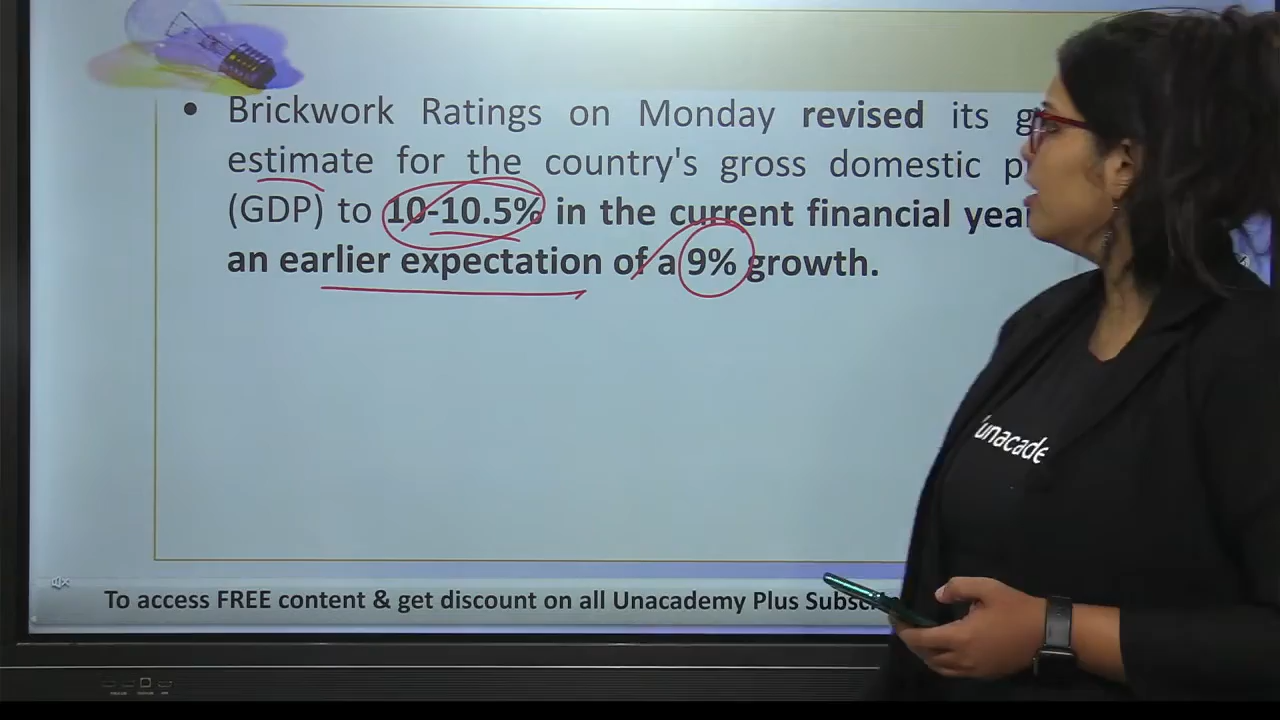 Brickwork Ratings on Monday revised its
estimate for the country's gross domestic
(GDP) to 10-10.5% in the current financial
an earlier expectation of a 9% growth.
To access FREE content & get discount on all Unacademy Plus
unacade